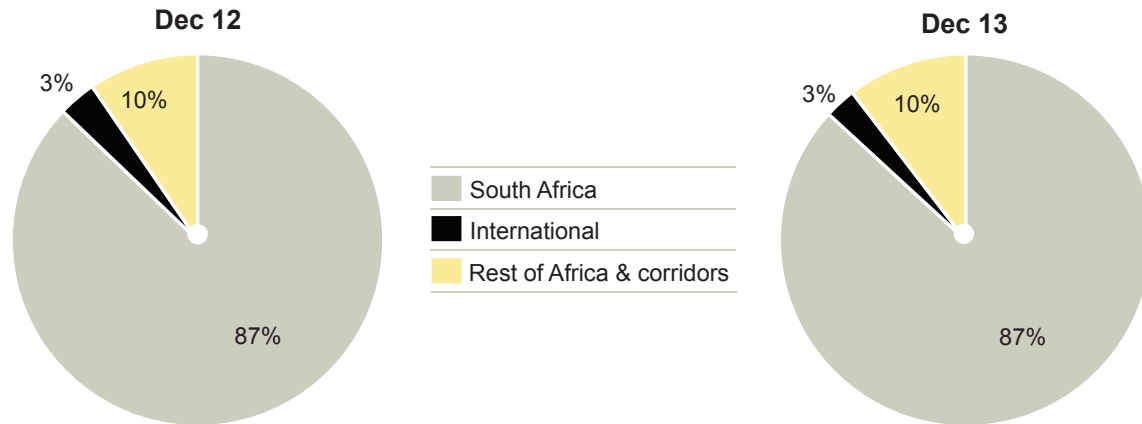 Dec 12
3%
10%
87%
South Africa
International
Rest of Africa & corridors
Dec 13
3%
10%
87%